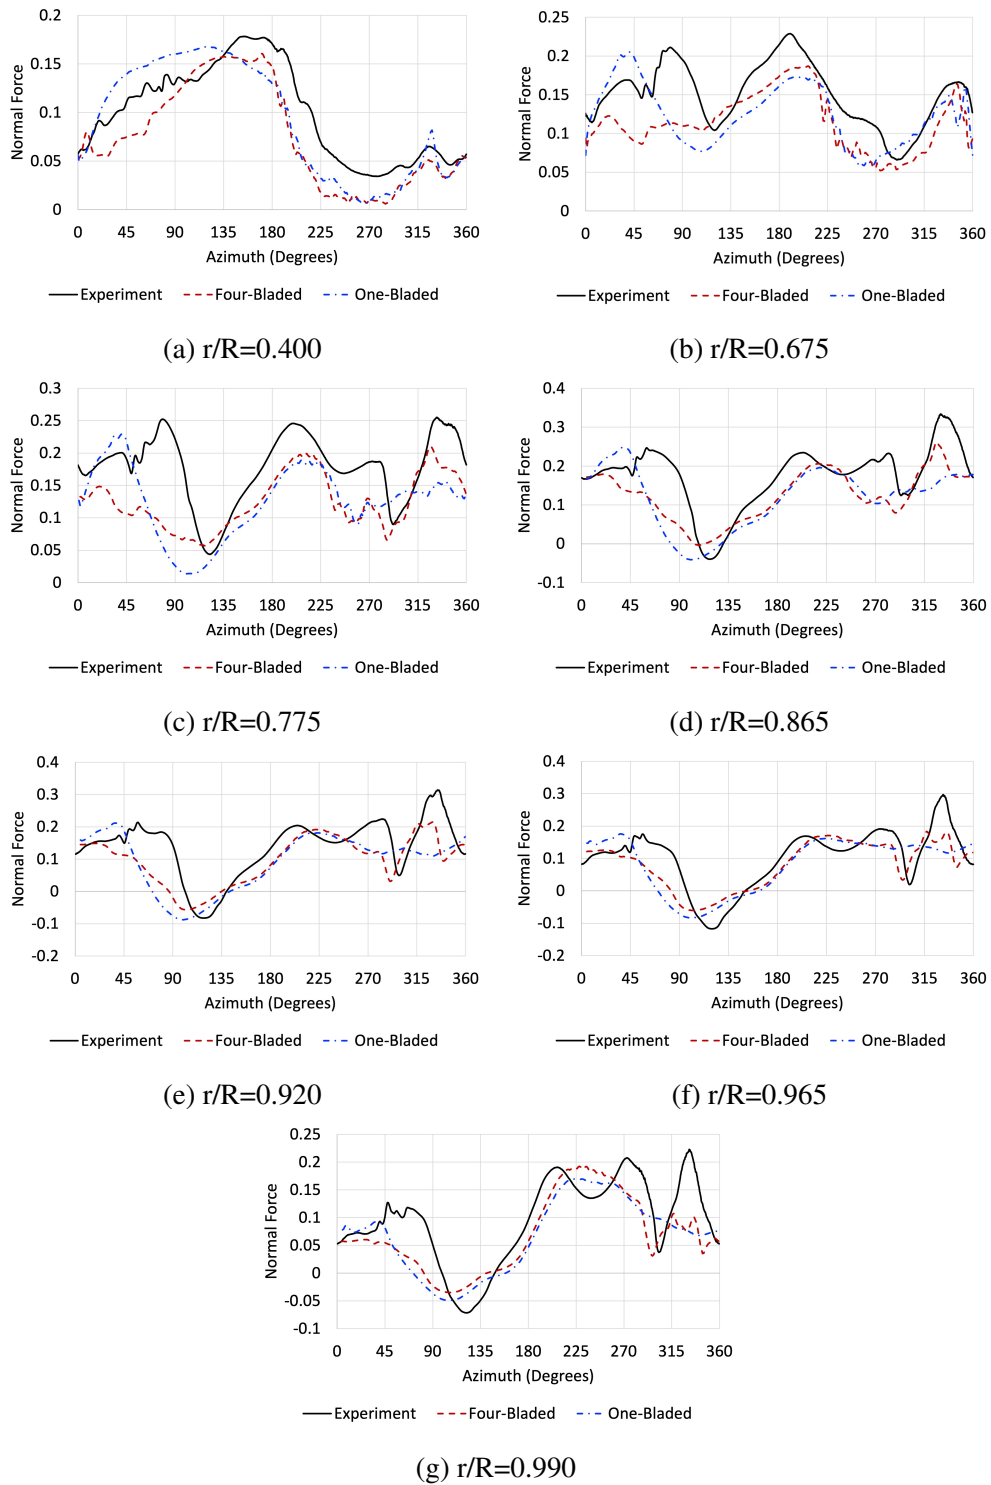 0.2
0.15
0.1
0.05
0
Normal Force
0 45 90 135 180 225 270 315 360
Azimuth (Degrees)
Experiment Four-Bladed One-Bladed
(a) r/R=0.400
0.25
0.2
0.15
0.1
0.05
0
Normal Force
0 45 90 135 180 225 270 315 360
Azimuth (Degrees)
Experiment Four-Bladed One-Bladed
(b) r/R=0.675
0.3
0.25
0.2
0.15
0.1
0.05
0
Normal Force
0 45 90 135 180 225 270 315 360
Azimuth (Degrees)
Experiment Four-Bladed One-Bladed
(c) r/R=0.775
0.4
0.3
0.2
0.1
0
-0.1
Normal Force
0 45 90 135 180 225 270 315 360
Azimuth (Degrees)
Experiment Four-Bladed One-Bladed
(d) r/R=0.865
0.4
0.3
0.2
0.1
0
-0.1
-0.2
Normal Force
0 45 90 135 180 225 270 315 360
Azimuth (Degrees)
Experiment Four-Bladed One-Bladed
(e) r/R=0.920
0.4
0.3
0.2
0.1
0
-0.1
-0.2
Normal Force
0 45 90 135 180 225 270 315 360
Azimuth (Degrees)
Experiment Four-Bladed One-Bladed
(f) r/R=0.965
0.25
0.2
0.15
0.1
0.05
0
-0.05
-0.1
Normal Force
0 45 90 135 180 225 270 315 360
Azimuth (Degrees)
Experiment Four-Bladed One-Bladed
(g) r/R=0.990